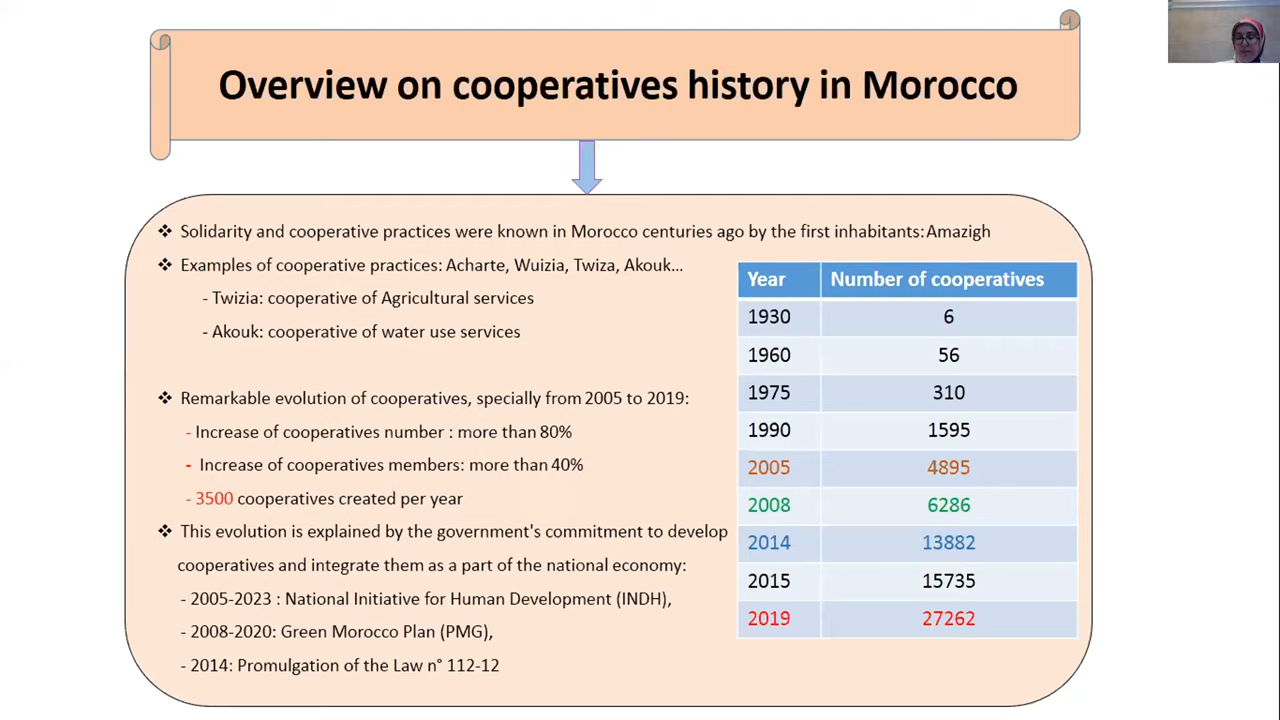 Overview on cooperatives history in Morocco
❖ Solidarity and cooperative practices were known in Morocco centuries ago by the first inhabitants: Amazigh
❖ Examples of cooperative practices: Acharte, Wuizia, Twiza, Akouk...
- Twizia: cooperative of Agricultural services
- Akouk: cooperative of water use services
❖ Remarkable evolution of cooperatives, specially from 2005 to 2019:
- Increase of cooperatives number : more than 80%
- Increase of cooperatives members: more than 40%
- 3500 cooperatives created per year
❖ This evolution is explained by the government's commitment to develop
cooperatives and integrate them as a part of the national economy:
- 2005-2023 : National Initiative for Human Development (INDH),
- 2008-2020: Green Morocco Plan (PMG),
- 2014: Promulgation of the Law n° 112-12
Year Number of cooperatives
1930 6
1960 56
1975 310
1990 1595
2005 4895
2008 6286
2014 13882
2015 15735
2019 27262